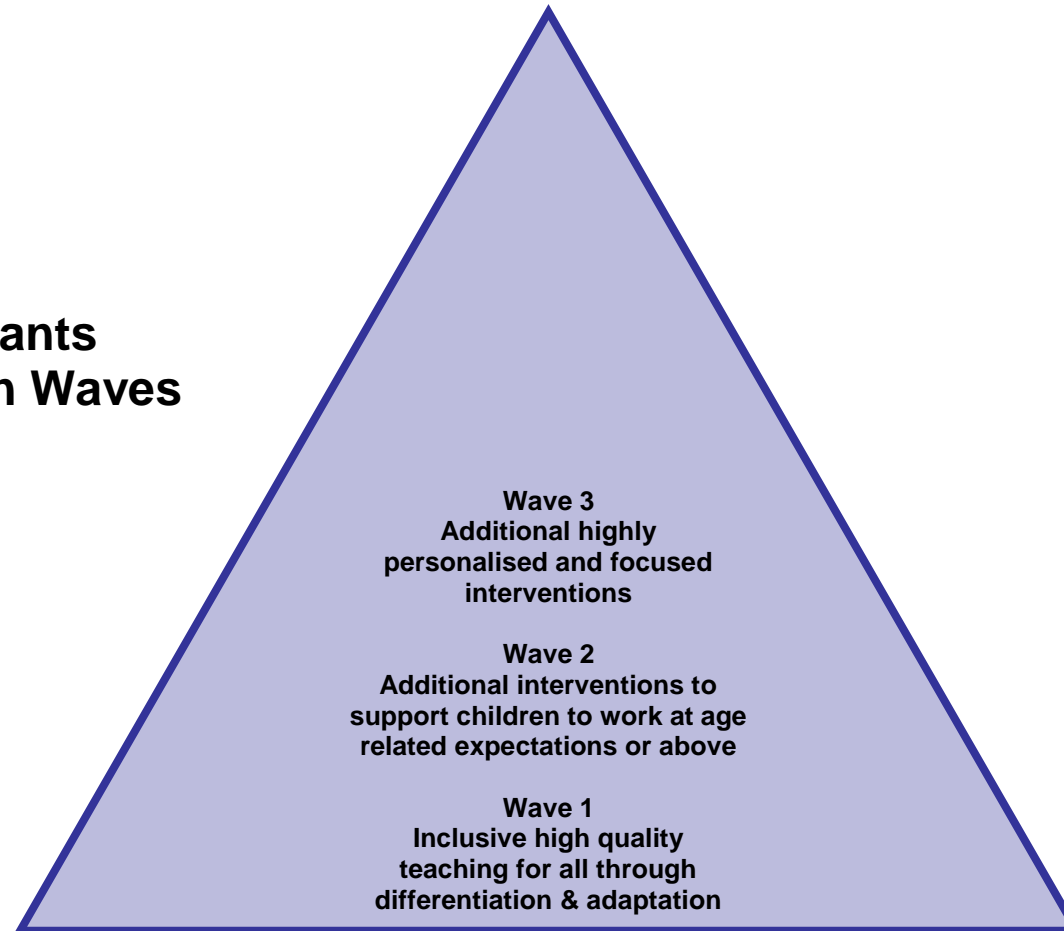 ants
n Waves
Wave 3
Additional highly
personalised and focused
interventions
Wave 2
Additional interventions to
support children to work at age
related expectations or above
Wave 1
Inclusive high quality
teaching for all through
differentiation & adaptation